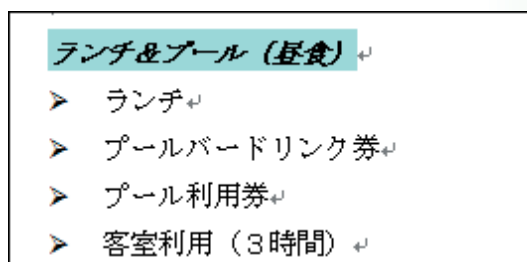 ランチ&プール（昼食）
➢ ランチ
➢ プールバードリンク券
➢ プール利用券
➢ 客室利用（３時間）